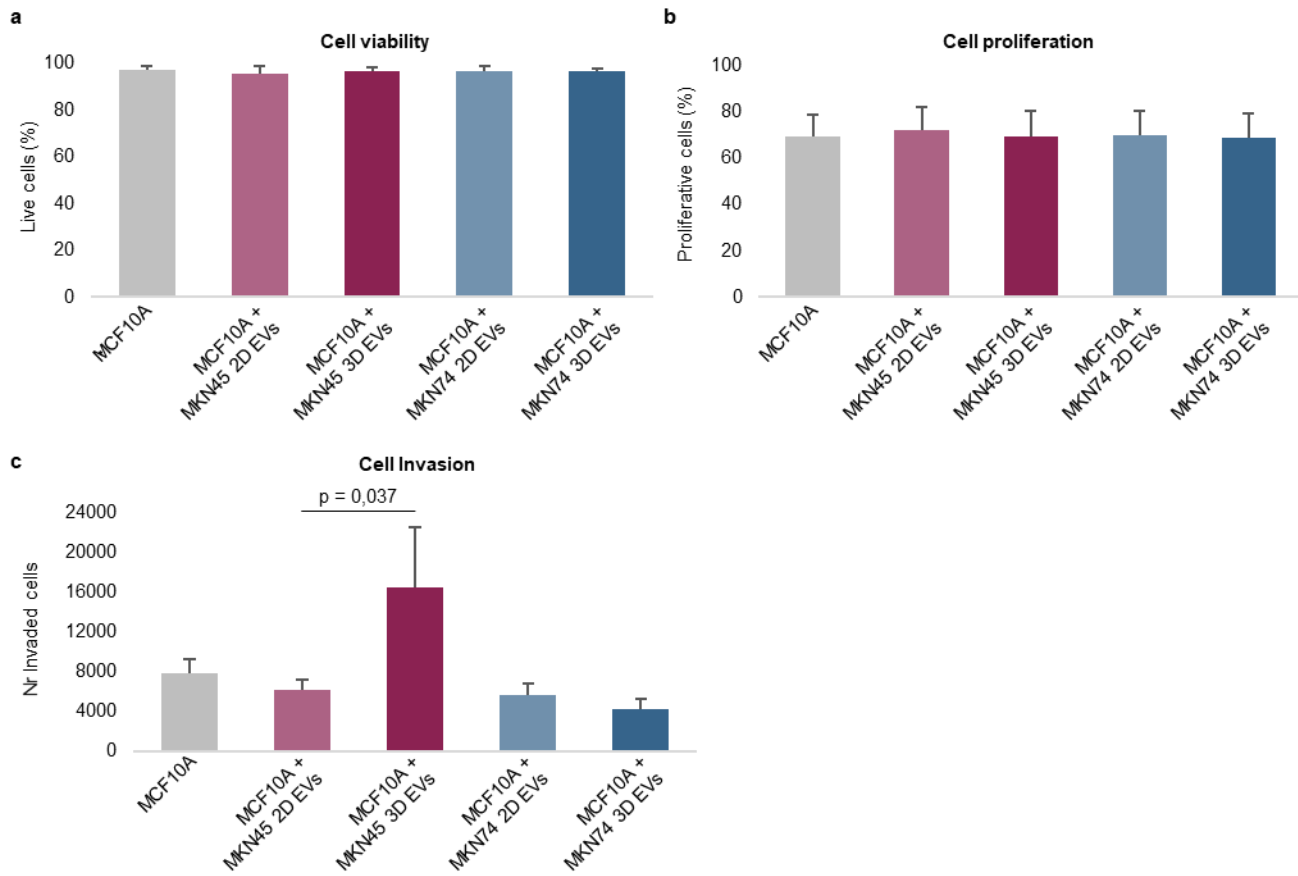 a
Cell viability
Live cells (%)
100
80
60
40
20
0
MCF10A
MCF10A +
MKN45 2D EVs
MCF10A +
MKN45 3D EVs
MCF10A +
MKN74 2D EVs
MCF10A +
MKN74 3D EVs
b
Cell proliferation
Proliferative cells (%)
100
80
60
40
20
0
MCF10A
MCF10A +
MKN45 2D EVs
MCF10A +
MKN45 3D EVs
MCF10A +
MKN74 2D EVs
MCF10A +
MKN74 3D EVs
c
Cell Invasion
p = 0,037
Nr Invaded cells
24000
20000
16000
12000
8000
4000
0
MCF10A
MCF10A +
MKN45 2D EVs
MCF10A +
MKN45 3D EVs
MCF10A +
MKN74 2D EVs
MCF10A +
MKN74 3D EVs